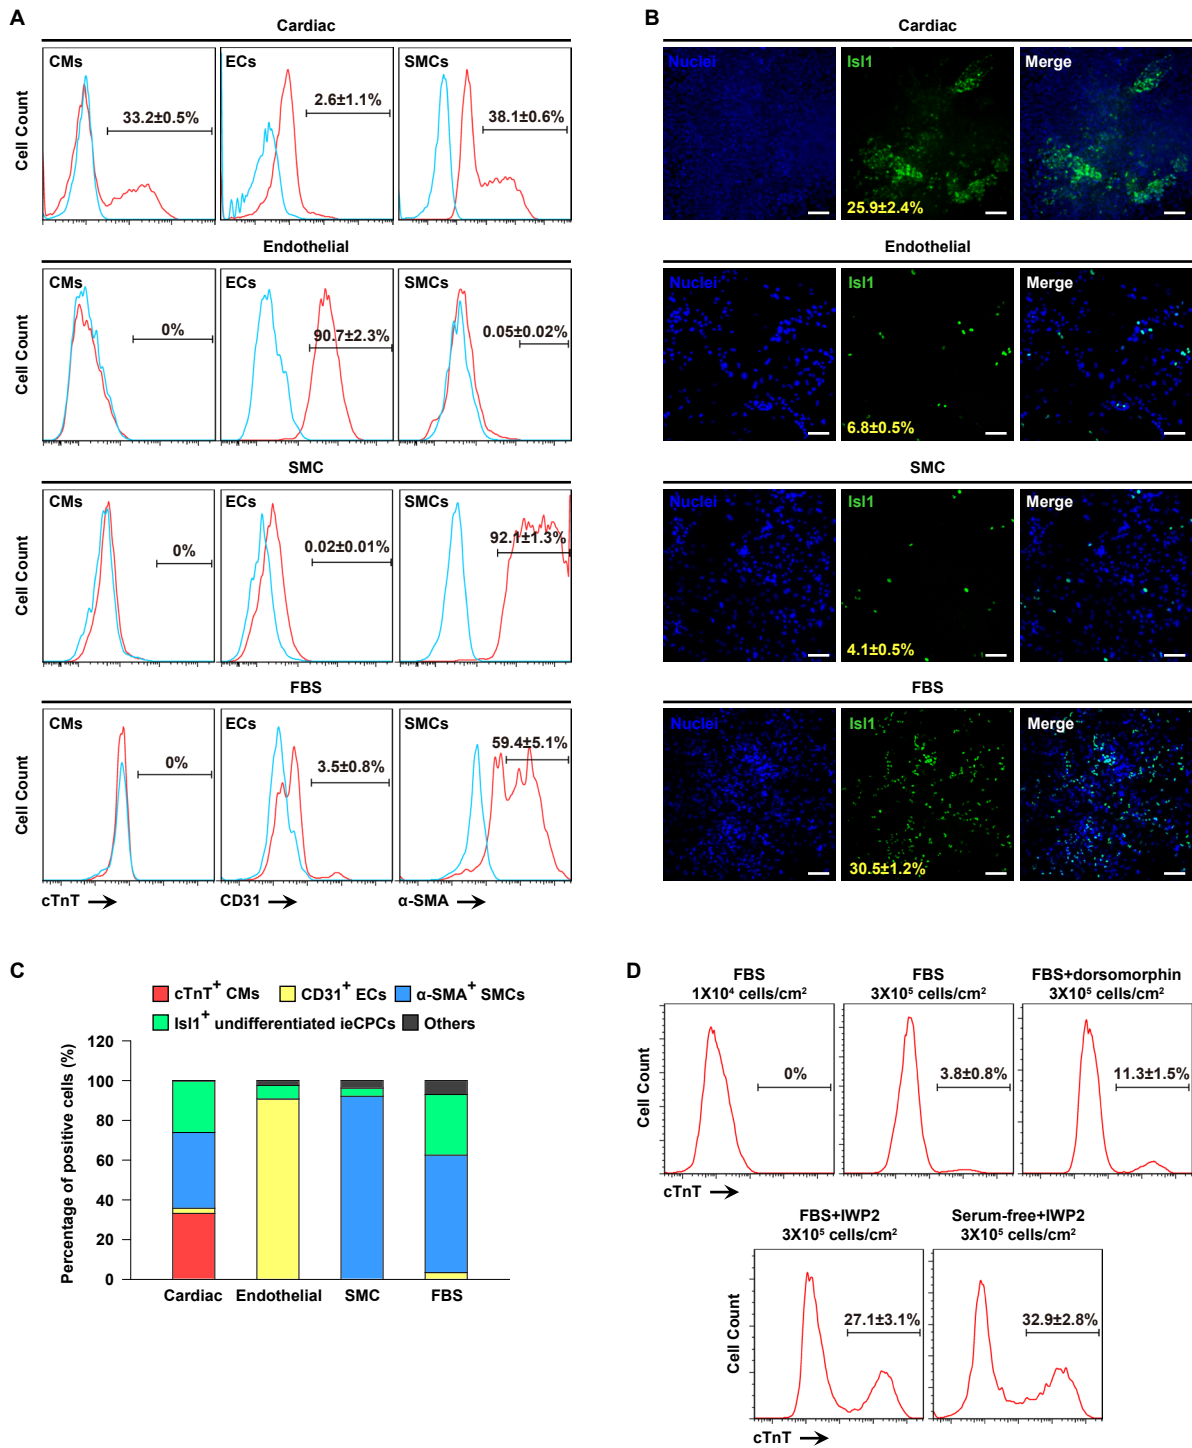 A
Cardiac
Cell Count
CMs
33.2±0.5%
ECs
2.6±1.1%
SMCs
38.1±0.6%
Endothelial
Cell Count
CMs
0%
ECs
90.7±2.3%
SMCs
0.05±0.02%
SMC
Cell Count
CMs
0%
ECs
0.02±0.01%
SMCs
92.1±1.3%
FBS
Cell Count
CMs
0%
ECs
3.5±0.8%
SMCs
59.4±5.1%
cTnT
CD31
α-SMA
B
Cardiac
Nuclei
Isl1
25.9±2.4%
Merge
Endothelial
Nuclei
Isl1
6.8±0.5%
Merge
SMC
Nuclei
Isl1
4.1±0.5%
Merge
FBS
Nuclei
Isl1
30.5±1.2%
Merge
C
cTnT⁺ CMs
CD31⁺ ECs
α-SMA⁺ SMCs
Isl1⁺ undifferentiated ieCPCs
Others
Percentage of positive cells (%)
120
100
80
60
40
20
0
Cardiac
Endothelial
SMC
FBS
D
FBS
1X10⁴ cells/cm²
Cell Count
0%
FBS
3X10⁵ cells/cm²
3.8±0.8%
FBS+dorsomorphin
3X10⁵ cells/cm²
11.3±1.5%
cTnT
FBS+IWP2
3X10⁵ cells/cm²
Cell Count
27.1±3.1%
Serum-free+IWP2
3X10⁵ cells/cm²
32.9±2.8%
cTnT